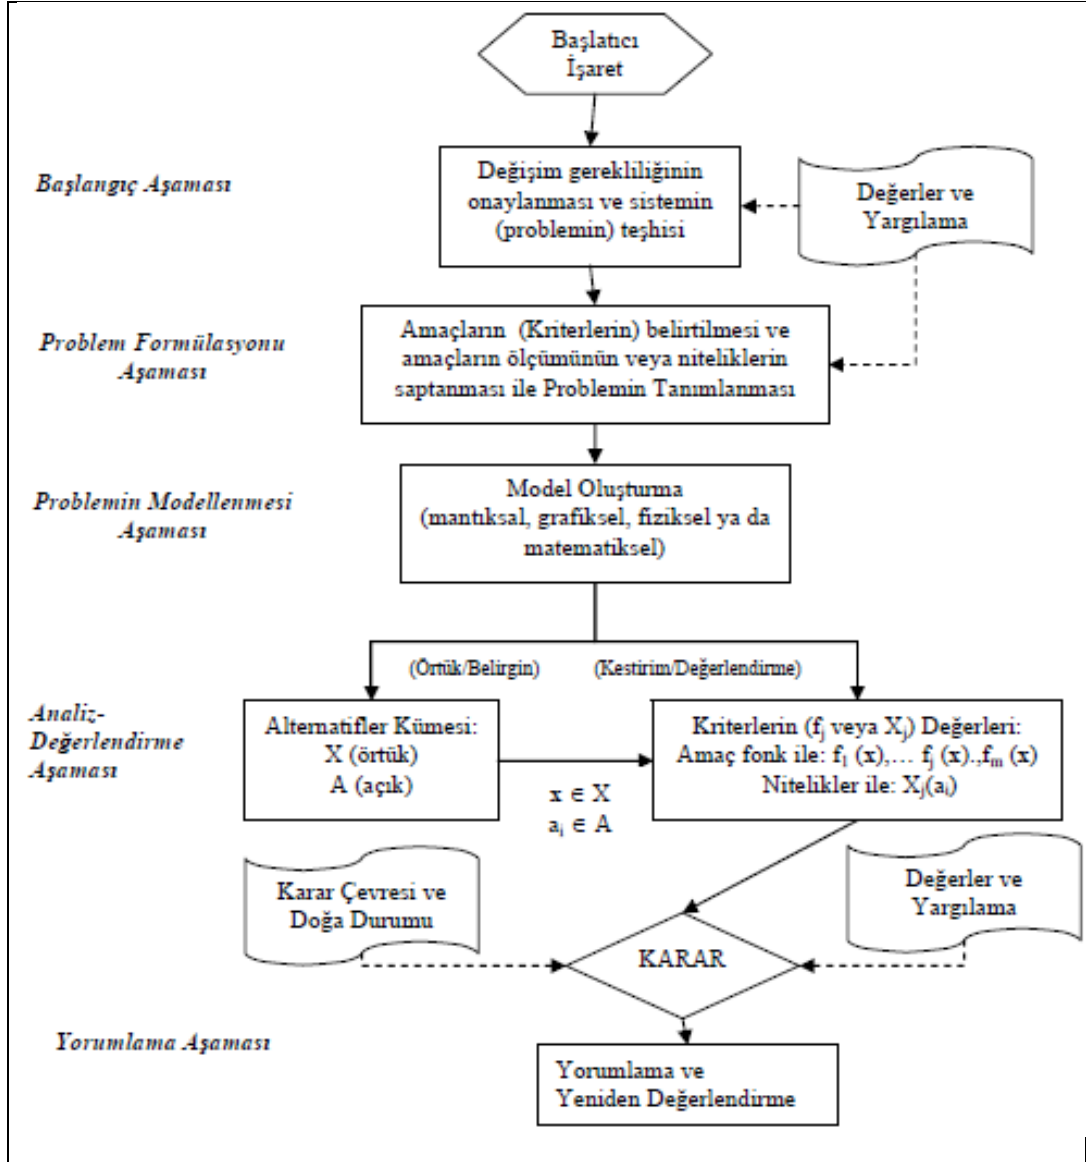 Başlatıcı
İşaret
Başlangıç Aşaması
Değişim gerekliliğinin
onaylanması ve sistemin
(problemin) teşhisi
Değerler ve
Yargılama
Problem Formülasyonu
Aşaması
Amaçların (Kriterlerin) belirtilmesi ve
amaçların ölçümünün veya niteliklerin
saptanması ile Problemin Tanımlanması
Problemin Modellenmesi
Aşaması
Model Oluşturma
(mantıksal, grafiksel, fiziksel ya da
matematiksel)
(Örtük/Belirgin)
(Kestirim/Değerlendirme)
Analiz-
Değerlendirme
Aşaması
Alternatifler Kümesi:
X (örtük)
A (açık)
x ∈ X
aᵢ ∈ A
Kriterlerin (fⱼ veya Xⱼ) Değerleri:
Amaç fonk ile: f₁ (x),… fⱼ (x).,fₘ (x)
Nitelikler ile: Xⱼ(aᵢ)
Karar Çevresi ve
Doğa Durumu
Değerler ve
Yargılama
KARAR
Yorumlama Aşaması
Yorumlama ve
Yeniden Değerlendirme